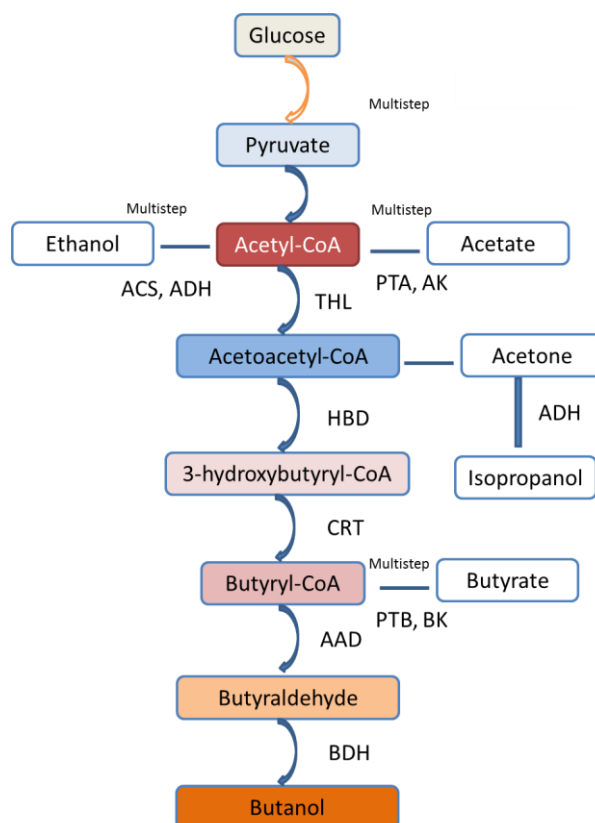 Glucose
Multistep
Pyruvate
Multistep
Multistep
Ethanol
Acetyl-CoA
Acetate
ACS, ADH
PTA, AK
THL
Acetoacetyl-CoA
Acetone
HBD
ADH
3-hydroxybutyryl-CoA
Isopropanol
CRT
Multistep
Butyryl-CoA
Butyrate
PTB, BK
AAD
Butyraldehyde
BDH
Butanol